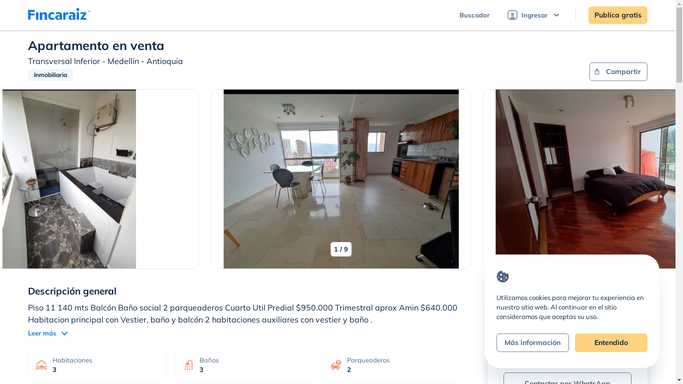 Fincaraiz
Buscador
Ingresar
Publica gratis
Apartamento en venta
Transversal Inferior - Medellín - Antioquia
Inmobiliaria
Compartir
1 / 9
Descripción general
Piso 11 140 mts Balcón Baño social 2 parqueaderos Cuarto Util Predial $950.000 Trimestral aprox Amin $640.000
Habitacion principal con Vestier, baño y balcón 2 habitaciones auxiliares con vestier y baño .
Leer más
Habitaciones
3
Baños
3
Parqueaderos
2
Utilizamos cookies para mejorar tu experiencia en
nuestro sitio web. Al continuar en el sitio
consideramos que aceptas su uso.
Más información
Entendido
Contactar por WhatsApp